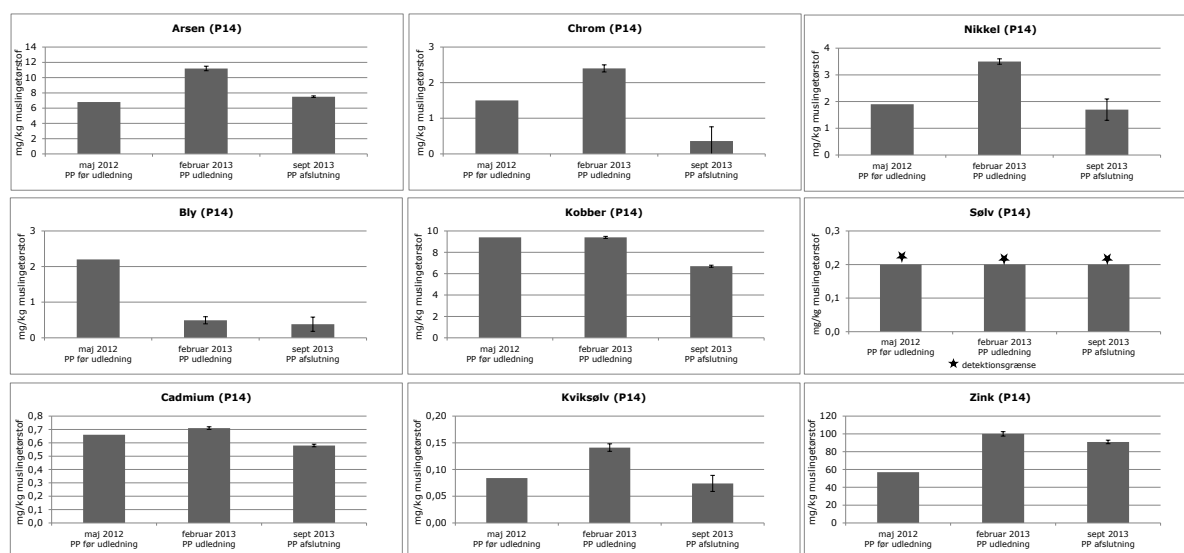 Arsen (P14)
mg/kg muslingetørstof
14
12
10
8
6
4
2
0
maj 2012
PP før udledning
februar 2013
PP udledning
sept 2013
PP afslutning
Chrom (P14)
mg/kg muslingetørstof
3
2
1
0
maj 2012
PP før udledning
februar 2013
PP udledning
sept 2013
PP afslutning
Nikkel (P14)
mg/kg muslingetørstof
4
3
2
1
0
maj 2012
PP før udledning
februar 2013
PP udledning
sept 2013
PP afslutning
Bly (P14)
mg/kg muslingetørstof
3
2
1
0
maj 2012
PP før udledning
februar 2013
PP udledning
sept 2013
PP afslutning
Kobber (P14)
mg/kg muslingetørstof
10
8
6
4
2
0
maj 2012
PP før udledning
februar 2013
PP udledning
sept 2013
PP afslutning
Sølv (P14)
mg/kg muslingetørstof
0,3
0,2
0,1
0,0
maj 2012
PP før udledning
februar 2013
PP udledning
sept 2013
PP afslutning
detektionsgrænse
Cadmium (P14)
mg/kg muslingetørstof
0,8
0,7
0,6
0,5
0,4
0,3
0,2
0,1
0,0
maj 2012
PP før udledning
februar 2013
PP udledning
sept 2013
PP afslutning
Kviksølv (P14)
mg/kg muslingetørstof
0,20
0,15
0,10
0,05
0,00
maj 2012
PP før udledning
februar 2013
PP udledning
sept 2013
PP afslutning
Zink (P14)
mg/kg muslingetørstof
120
100
80
60
40
20
0
maj 2012
PP før udledning
februar 2013
PP udledning
sept 2013
PP afslutning